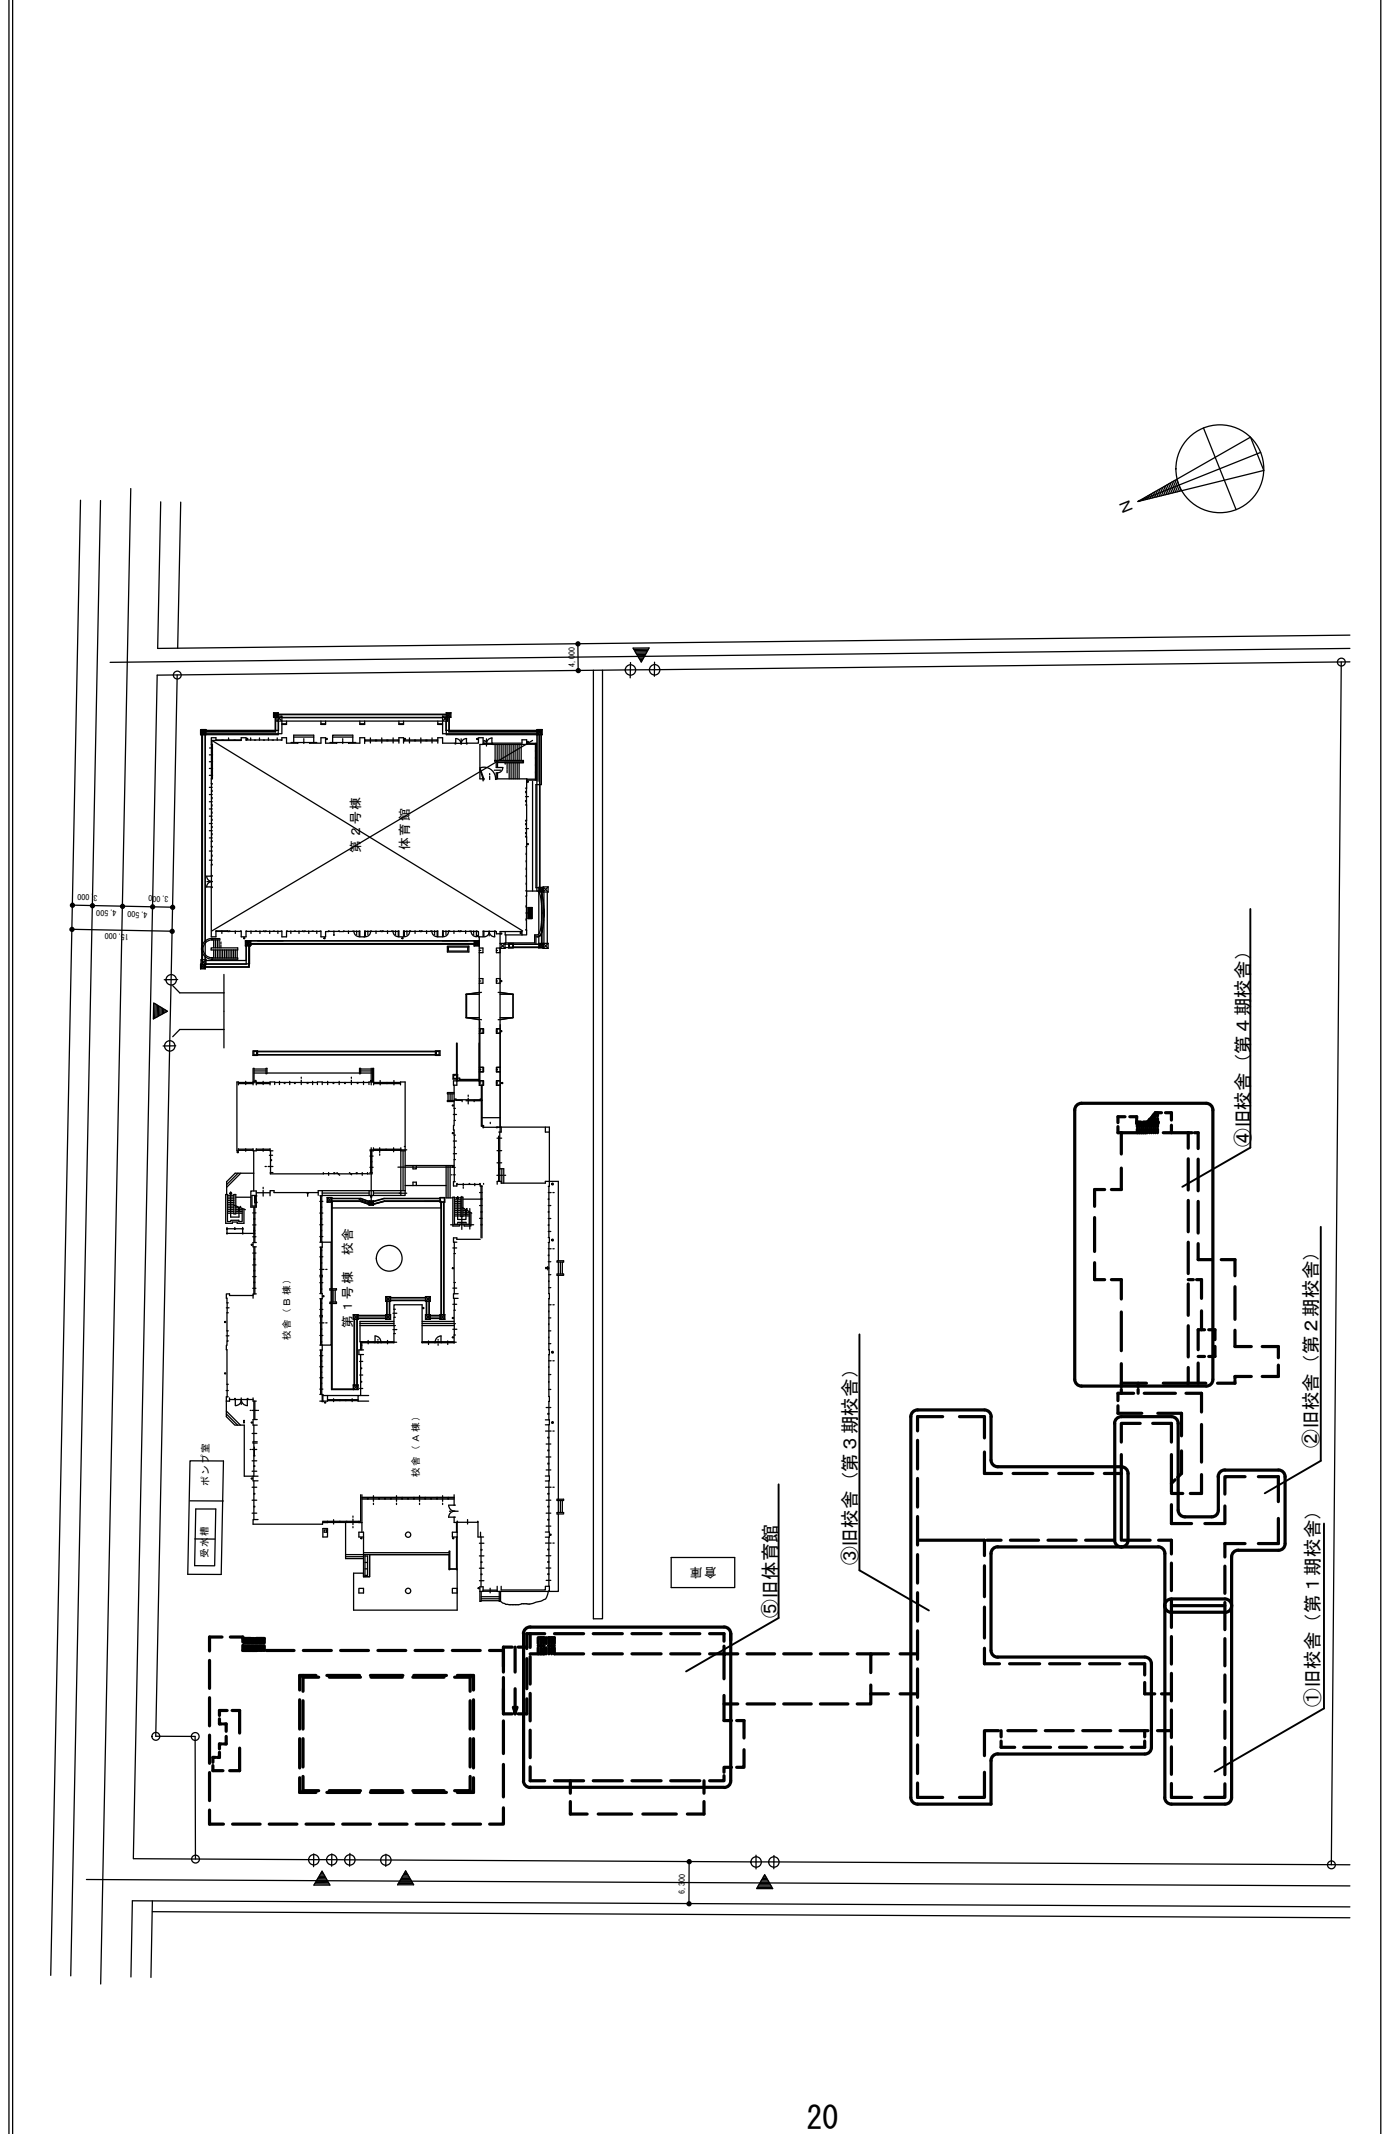 N
4,000
3,000
4,500
4,500
3,000
15,000
第２号棟
体育館
第１号棟　校舎
校舎（Ｂ棟）
校舎（Ａ棟）
ポンプ室
受水槽
倉庫
④旧校舎（第４期校舎）
②旧校舎（第２期校舎）
③旧校舎（第３期校舎）
①旧校舎（第１期校舎）
⑤旧体育館
6,300
20